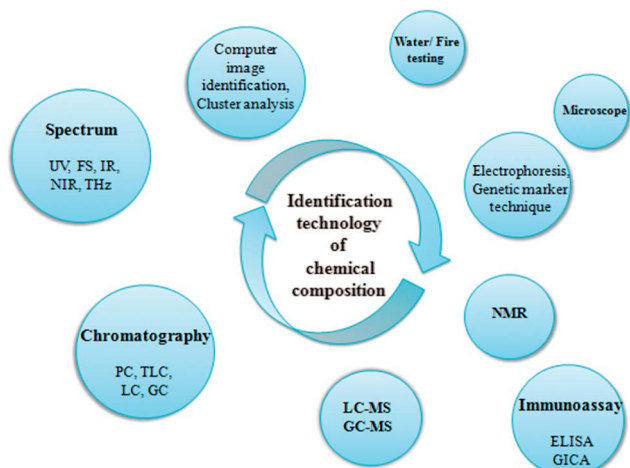 Water/ Fire
testing
Computer
image
identification,
Cluster analysis
Microscope
Spectrum
UV, FS, IR,
NIR, THz
Electrophoresis,
Genetic marker
technique
Identification
technology
of
chemical
composition
NMR
Chromatography
PC, TLC,
LC, GC
LC-MS
GC-MS
Immunoassay
ELISA
GICA